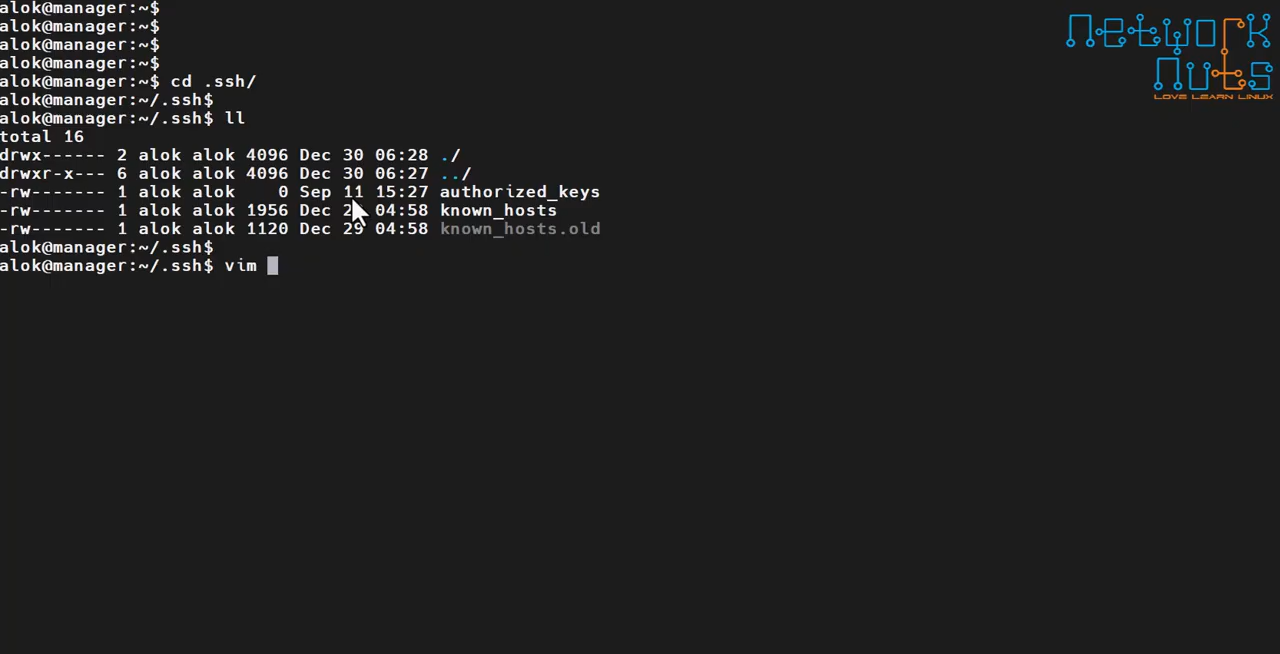 alok@manager:~$
alok@manager:~$
alok@manager:~$
alok@manager:~$
alok@manager:~$ cd .ssh/
alok@manager:~/.ssh$
alok@manager:~/.ssh$ ll
total 16
drwx------ 2 alok alok 4096 Dec 30 06:28 ./
drwxr-x--- 6 alok alok 4096 Dec 30 06:27 ../
-rw------- 1 alok alok    0 Sep 11 15:27 authorized_keys
-rw------- 1 alok alok 1956 Dec 04:58 known_hosts
-rw------- 1 alok alok 1120 Dec 29 04:58 known_hosts.old
alok@manager:~/.ssh$
alok@manager:~/.ssh$ vim
Network
Nuts
LOVE LEARN LINUX